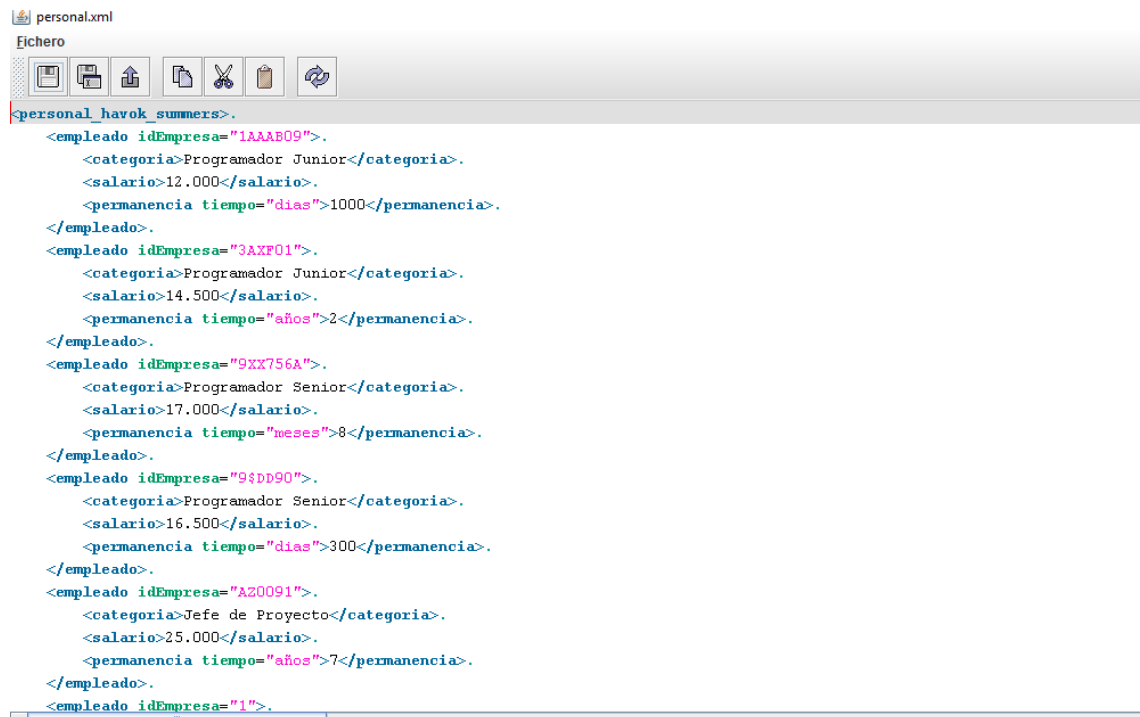 personal.xml
Fichero
<personal_havok_summers>.
<empleado idEmpresa="1AAAB09">.
<categoria>Programador Junior</categoria>.
<salario>12.000</salario>.
<permanencia tiempo="dias">1000</permanencia>.
</empleado>.
<empleado idEmpresa="3AXF01">.
<categoria>Programador Junior</categoria>.
<salario>14.500</salario>.
<permanencia tiempo="años">2</permanencia>.
</empleado>.
<empleado idEmpresa="9XX756A">.
<categoria>Programador Senior</categoria>.
<salario>17.000</salario>.
<permanencia tiempo="meses">8</permanencia>.
</empleado>.
<empleado idEmpresa="9$DD90">.
<categoria>Programador Senior</categoria>.
<salario>16.500</salario>.
<permanencia tiempo="dias">300</permanencia>.
</empleado>.
<empleado idEmpresa="AZ0091">.
<categoria>Jefe de Proyecto</categoria>.
<salario>25.000</salario>.
<permanencia tiempo="años">7</permanencia>.
</empleado>.
<empleado idEmpresa="1">.